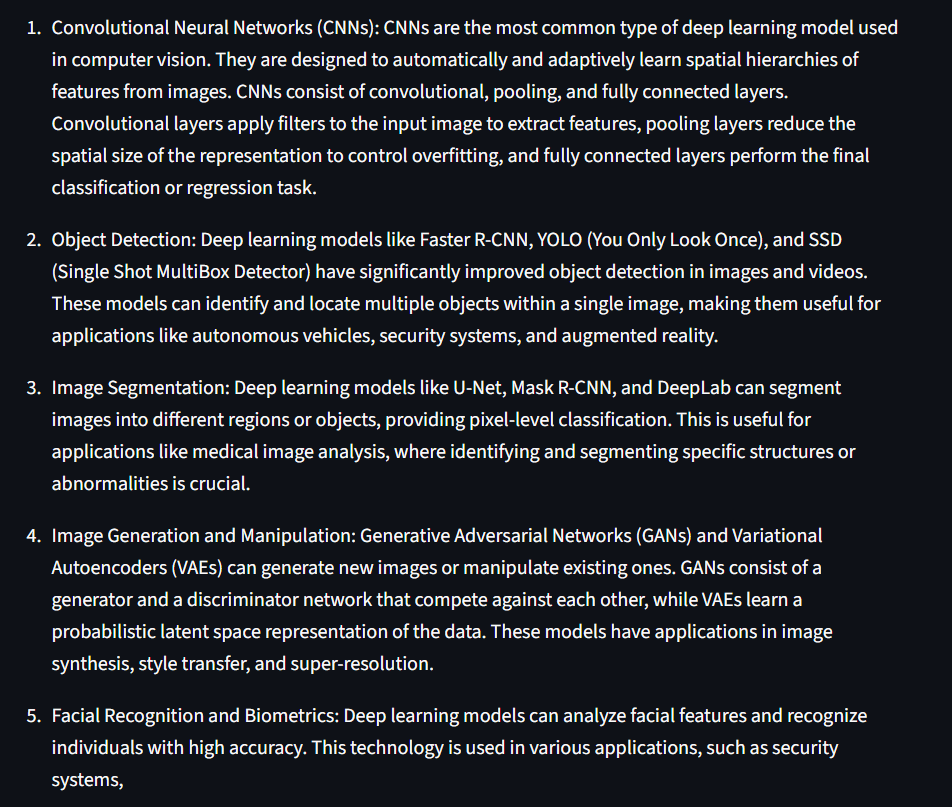 1. Convolutional Neural Networks (CNNs): CNNs are the most common type of deep learning model used
in computer vision. They are designed to automatically and adaptively learn spatial hierarchies of
features from images. CNNs consist of convolutional, pooling, and fully connected layers.
Convolutional layers apply filters to the input image to extract features, pooling layers reduce the
spatial size of the representation to control overfitting, and fully connected layers perform the final
classification or regression task.
2. Object Detection: Deep learning models like Faster R-CNN, YOLO (You Only Look Once), and SSD
(Single Shot MultiBox Detector) have significantly improved object detection in images and videos.
These models can identify and locate multiple objects within a single image, making them useful for
applications like autonomous vehicles, security systems, and augmented reality.
3. Image Segmentation: Deep learning models like U-Net, Mask R-CNN, and DeepLab can segment
images into different regions or objects, providing pixel-level classification. This is useful for
applications like medical image analysis, where identifying and segmenting specific structures or
abnormalities is crucial.
4. Image Generation and Manipulation: Generative Adversarial Networks (GANs) and Variational
Autoencoders (VAEs) can generate new images or manipulate existing ones. GANs consist of a
generator and a discriminator network that compete against each other, while VAEs learn a
probabilistic latent space representation of the data. These models have applications in image
synthesis, style transfer, and super-resolution.
5. Facial Recognition and Biometrics: Deep learning models can analyze facial features and recognize
individuals with high accuracy. This technology is used in various applications, such as security
systems,